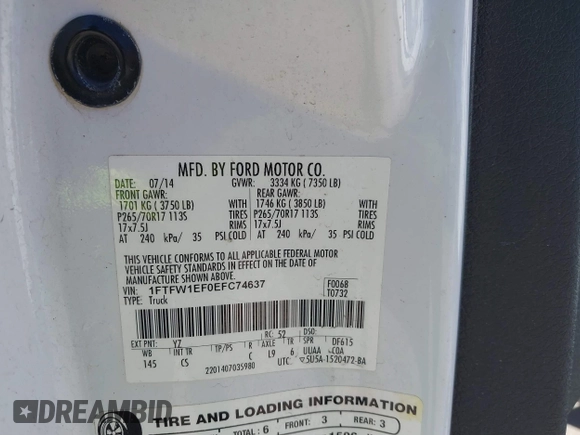 MFD. BY FORD MOTOR CO.
DATE: 07/14 GVWR: 3334 KG ( 7350 LB)
FRONT GAWR: REAR GAWR:
1701 KG ( 3750 LB) 1746 KG ( 3850 LB)
P265/70R17 113S TIRES P265/70R17 113S TIRES
17x7.5J RIMS 17x7.5J RIMS
AT 240 kPa/ 35 PSI COLD AT 240 kPa/ 35 PSI COLD
THIS VEHICLE CONFORMS TO ALL APPLICABLE FEDERAL MOTOR
VEHICLE SAFETY AND THEFT PREVENTION STANDARDS IN EFFECT ON THE DATE OF
MANUFACTURE SHOWN ABOVE.
VIN: 1FTFW1EF0EFC74637 F0068
TYPE: Truck T0732
EXT PNT: YZ RC: 52 DSO:
WB INT TR TP/PS R AXLE TR SPR DF615
145 CS C L9 6 UUAA CQA
2201407035980 UTC: 5U5A-1520472-BA
TIRE AND LOADING INFORMATION
TOTAL : 6 FRONT: 3 REAR: 3
DREAMBID